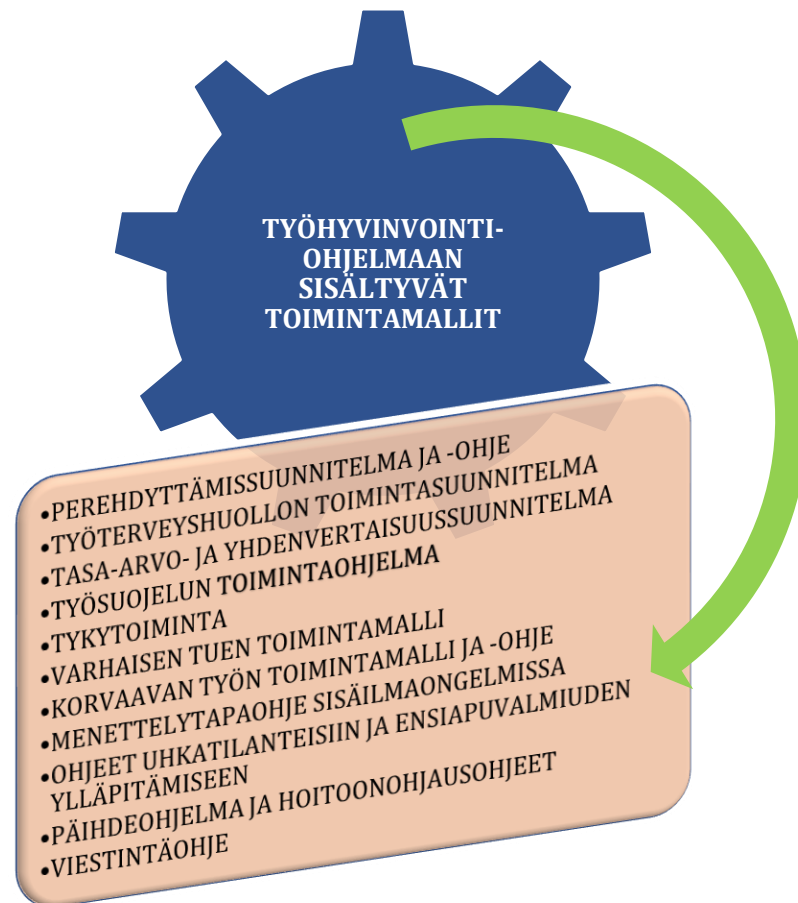 TYÖHYVINVOINTI-
OHJELMAAN
SISÄLTYVÄT
TOIMINTAMALLIT
•PEREHDYTTÄMISSUUNNITELMA JA -OHJE
•TYÖTERVEYSHUOLLON TOIMINTASUUNNITELMA
•TASA-ARVO- JA YHDENVERTAISUUSSUUNNITELMA
•TYÖSUOJELUN TOIMINTAOHJELMA
•TYKYTOIMINTA
•VARHAISEN TUEN TOIMINTAMALLI
•KORVAAVAN TYÖN TOIMINTAMALLI JA -OHJE
•MENETTELYTAPAOHJE SISÄILMAONGELMISSA
•OHJEET UHKATILANTEISIIN JA ENSIAPUVALMIUDEN
YLLÄPITÄMISEEN
•PÄIHDEOHJELMA JA HOITOONOHJAUSOHJEET
•VIESTINTÄOHJE